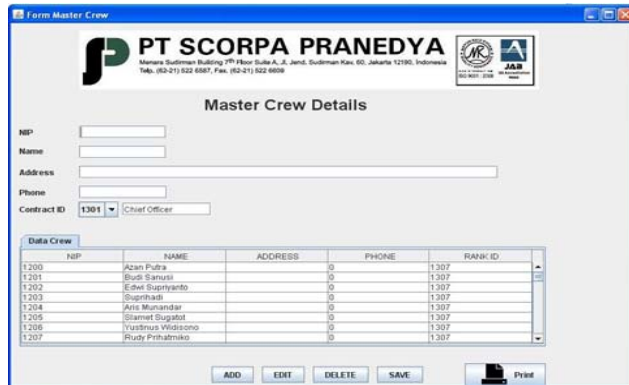 Form Master Crew
PT SCORPA PRANEDYA
Menara Sudirman Building 7th Floor Suite A, Jl. Jend. Sudirman Kav. 60, Jakarta 12190, Indonesia
Telp. (62-21) 522 6587, Fax. (62-21) 522 6609
JAB
Master Crew Details
NIP
Name
Address
Phone
Contract ID 1301 Chief Officer
Data Crew
NIP NAME ADDRESS PHONE RANK ID
1200 Azan Putra 0 1307
1201 Budi Sanusi 0 1307
1202 Edwi Supriyanto 0 1307
1203 Suprihadi 0 1307
1204 Aris Munandar 0 1307
1205 Slamet Sugatot 0 1307
1206 Yustinus Widisono 0 1307
1207 Rudy Prihatmiko 0 1307
ADD EDIT DELETE SAVE Print